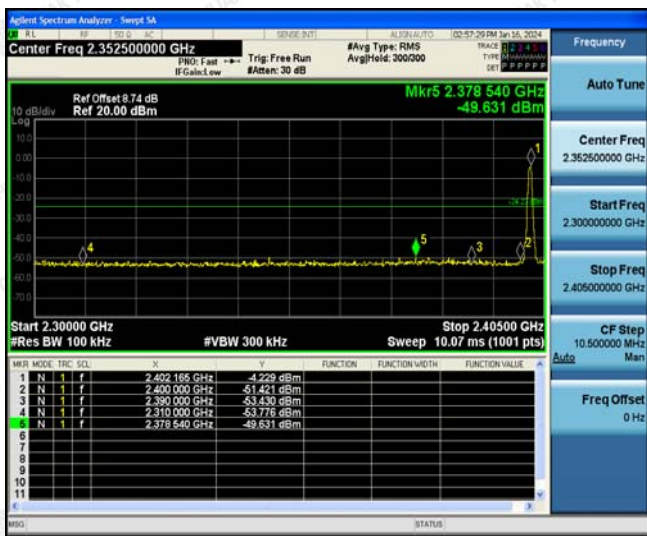 Agilent Spectrum Analyzer - Swept SA
RL RF 50 Ω AC SENSE:INT ALIGN AUTO 02:57:29 PM Jan 16, 2024
Center Freq 2.352500000 GHz
PNO: Fast
IFGain:Low
Trig: Free Run
#Atten: 30 dB
#Avg Type: RMS
Avg|Hold: 300/300
TRACE 1 2 3 4 5 6
TYPE
DET P P P P P P
Ref Offset 8.74 dB
Ref 20.00 dBm
10 dB/div
Log
Mkr5 2.378 540 GHz
-49.631 dBm
10.0
0.00
-10.0
-20.0
-30.0
-40.0
-50.0
-60.0
-70.0
1
2
3
4
5
Start 2.30000 GHz
Stop 2.40500 GHz
#Res BW 100 kHz #VBW 300 kHz Sweep 10.07 ms (1001 pts)
MKR MODE TRC SCL X Y FUNCTION FUNCTION WIDTH FUNCTION VALUE
1 N 1 f 2.402 165 GHz -4.229 dBm
2 N 1 f 2.400 000 GHz -51.421 dBm
3 N 1 f 2.390 000 GHz -53.430 dBm
4 N 1 f 2.310 000 GHz -53.776 dBm
5 N 1 f 2.378 540 GHz -49.631 dBm
6
7
8
9
10
11
MSG STATUS
Frequency
Auto Tune
Center Freq
2.352500000 GHz
Start Freq
2.300000000 GHz
Stop Freq
2.405000000 GHz
CF Step
10.500000 MHz
Auto Man
Freq Offset
0 Hz